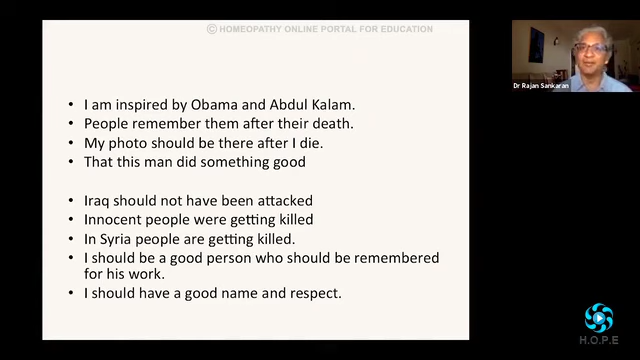 © HOMEOPATHY ONLINE PORTAL FOR EDUCATION
Dr Rajan Sankaran
• I am inspired by Obama and Abdul Kalam.
• People remember them after their death.
• My photo should be there after I die.
• That this man did something good
• Iraq should not have been attacked
• Innocent people were getting killed
• In Syria people are getting killed.
• I should be a good person who should be remembered
for his work.
• I should have a good name and respect.
H.O.P.E